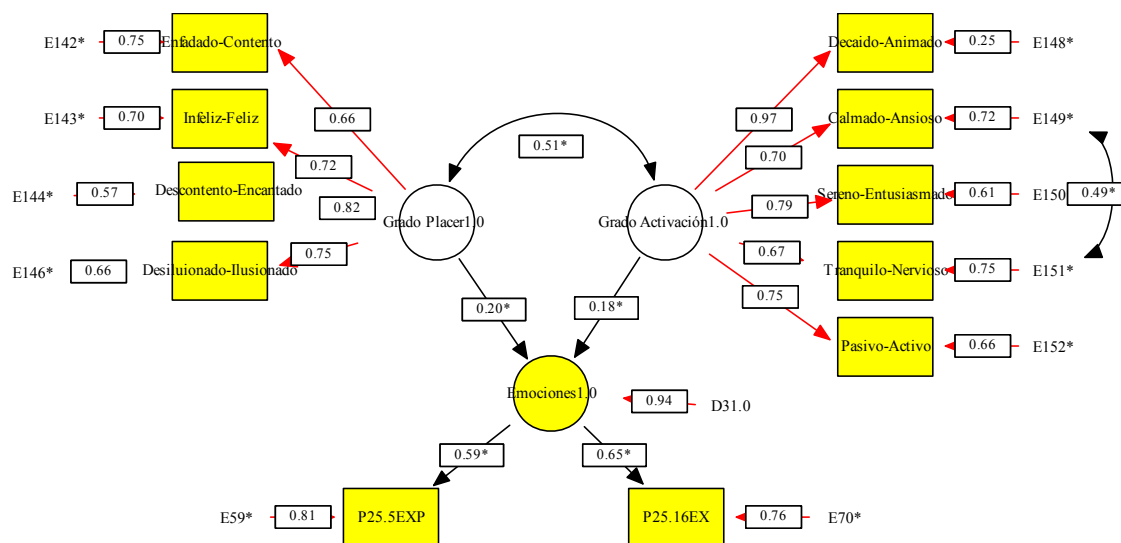 E142* 0.75 Enfadado-Contento
Decaido-Animado 0.25 E148*
0.66
0.97
E143* 0.70 Infeliz-Feliz
Calmado-Ansioso 0.72 E149*
0.51*
0.72
0.70
E144* 0.57 Descontento-Encantado
0.82
Sereno-Entusiasmado 0.61 E150
0.49*
0.79
Grado Placer1.0
Grado Activación1.0
E146* 0.66 Desiluionado-Ilusionado
0.75
0.67
Tranquilo-Nervioso 0.75 E151*
0.75
0.20*
0.18*
Pasivo-Activo 0.66 E152*
Emociones1.0
0.94 D31.0
0.59*
0.65*
E59* 0.81 P25.5EXP
P25.16EX 0.76 E70*